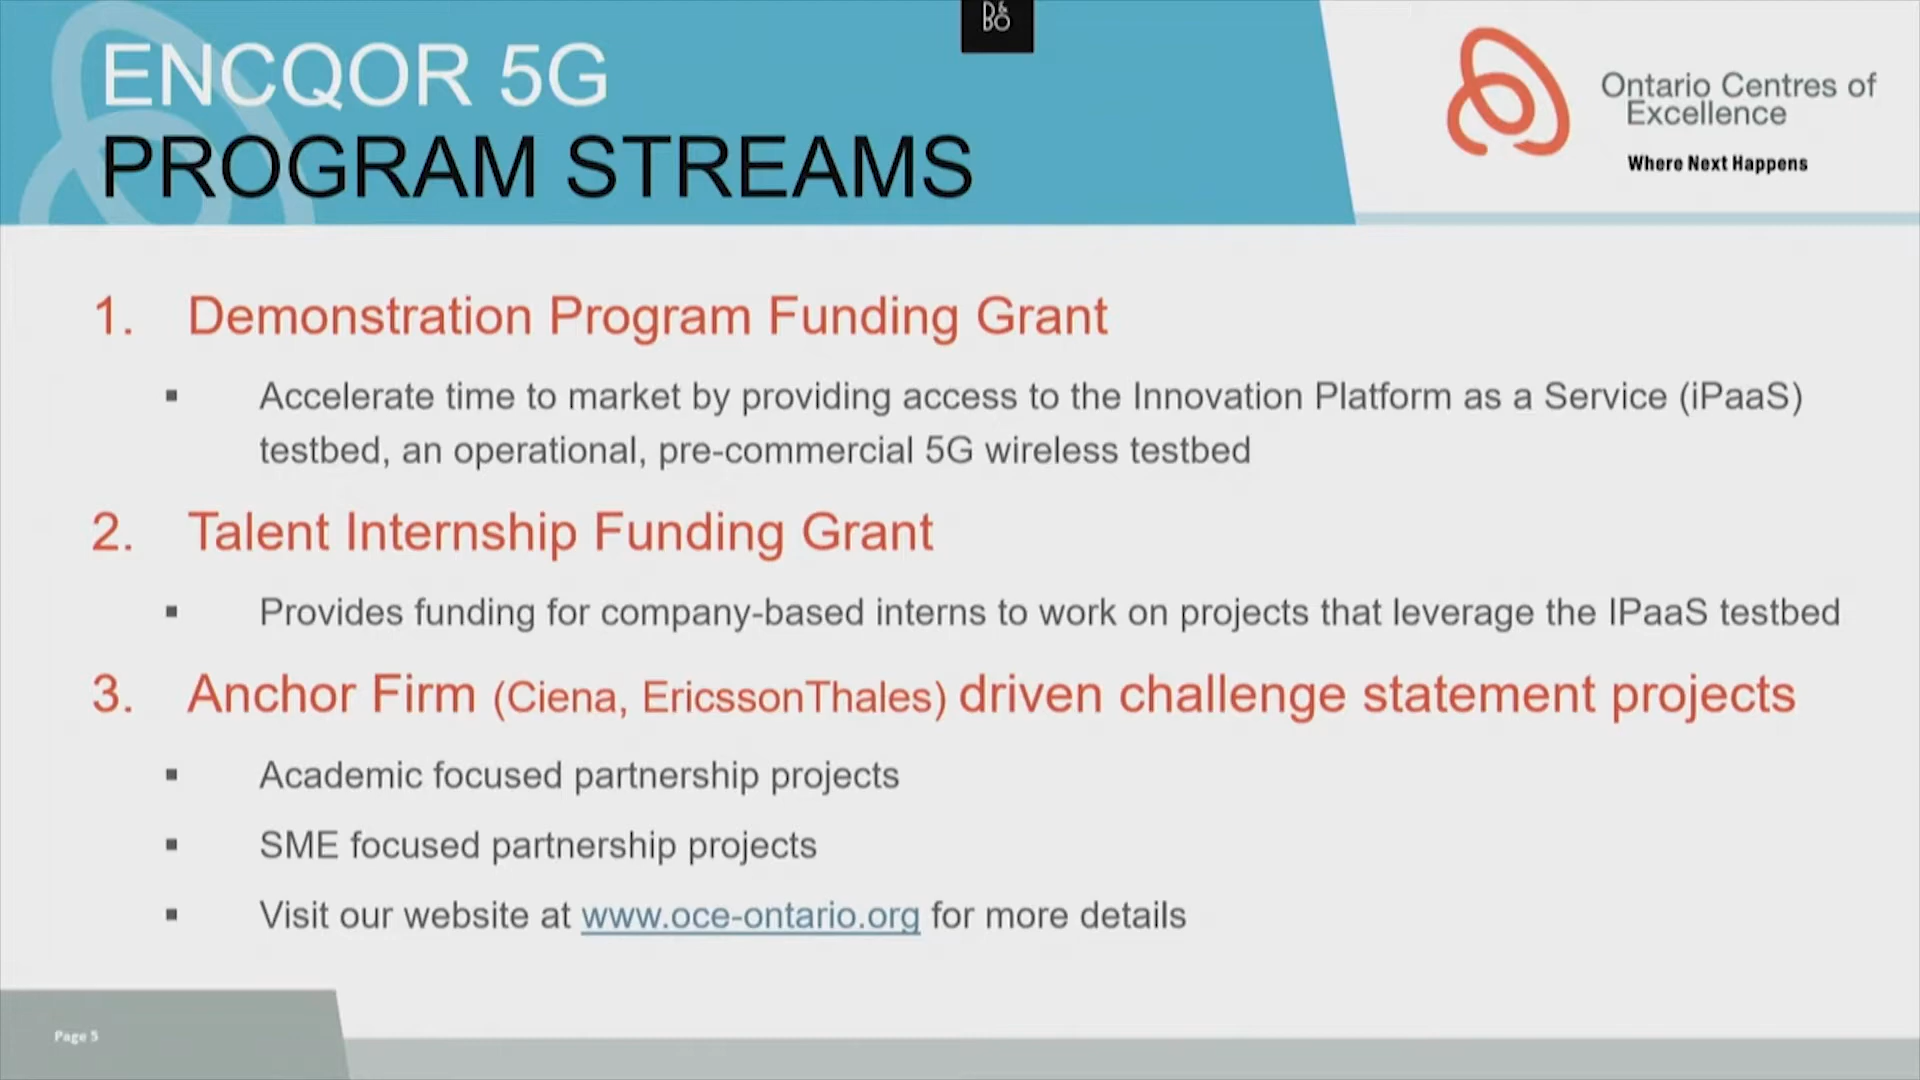 B&O
ENCQOR 5G
PROGRAM STREAMS
Ontario Centres of
Excellence
Where Next Happens
1. Demonstration Program Funding Grant
▪ Accelerate time to market by providing access to the Innovation Platform as a Service (iPaaS)
testbed, an operational, pre-commercial 5G wireless testbed
2. Talent Internship Funding Grant
▪ Provides funding for company-based interns to work on projects that leverage the IPaaS testbed
3. Anchor Firm (Ciena, EricssonThales) driven challenge statement projects
▪ Academic focused partnership projects
▪ SME focused partnership projects
▪ Visit our website at www.oce-ontario.org for more details
Page 5